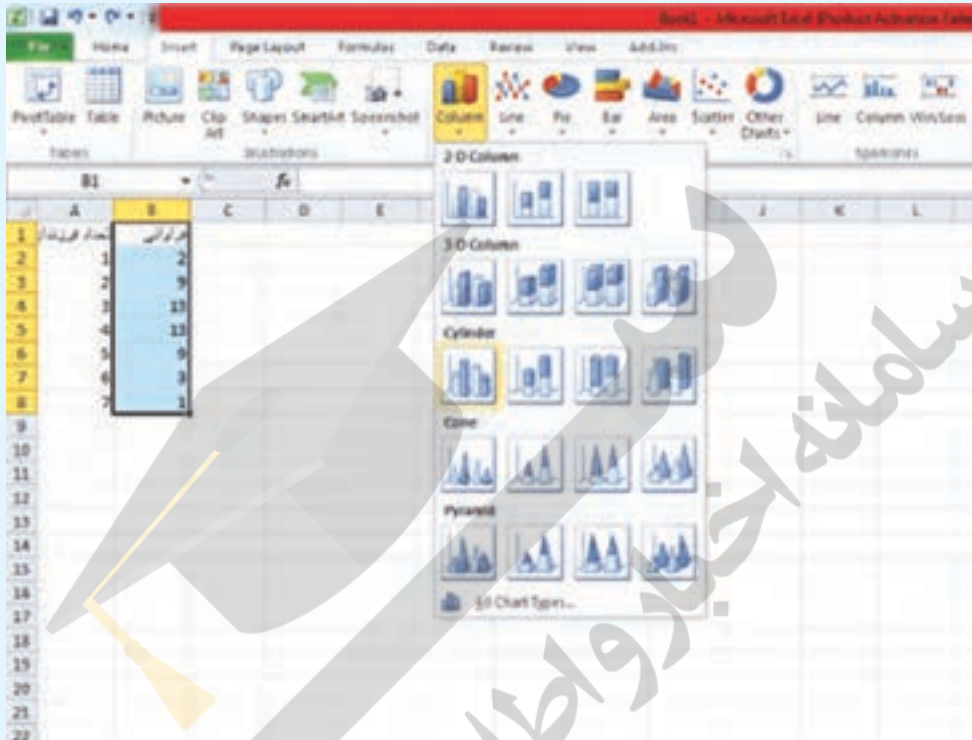 Book1 - Microsoft Excel (Product Activation Faile
File Home Insert Page Layout Formulas Data Review View Add-Ins
PivotTable Table Picture Clip Art Shapes SmartArt Screenshot Column Line Pie Bar Area Scatter Other Charts Line Column Win/Loss
Tables Illustrations Sparklines
B1 fx
A B C D E J K L
1 تعداد فرزندان فراوانی
2 1 2
3 2 9
4 3 13
5 4 13
6 5 9
7 6 3
8 7 1
9
10
11
12
13
14
15
16
17
18
19
20
21
22
2-D Column
3-D Column
Cylinder
Cone
Pyramid
All Chart Types...
سامانه اخبار و